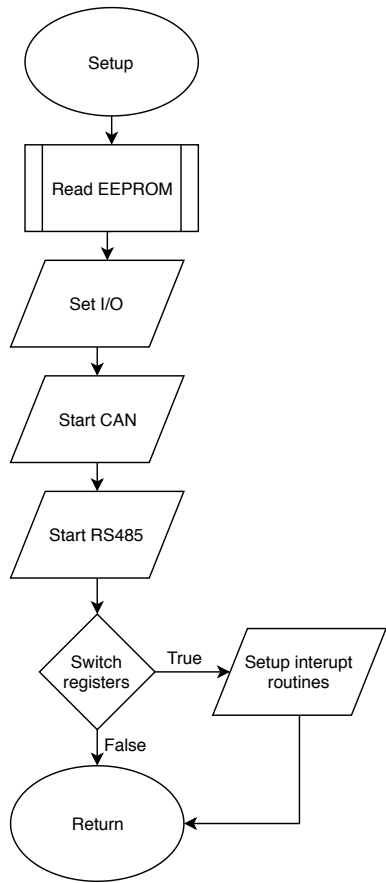 Setup
Read EEPROM
Set I/O
Start CAN
Start RS485
Switch
registers
True
Setup interupt
routines
False
Return